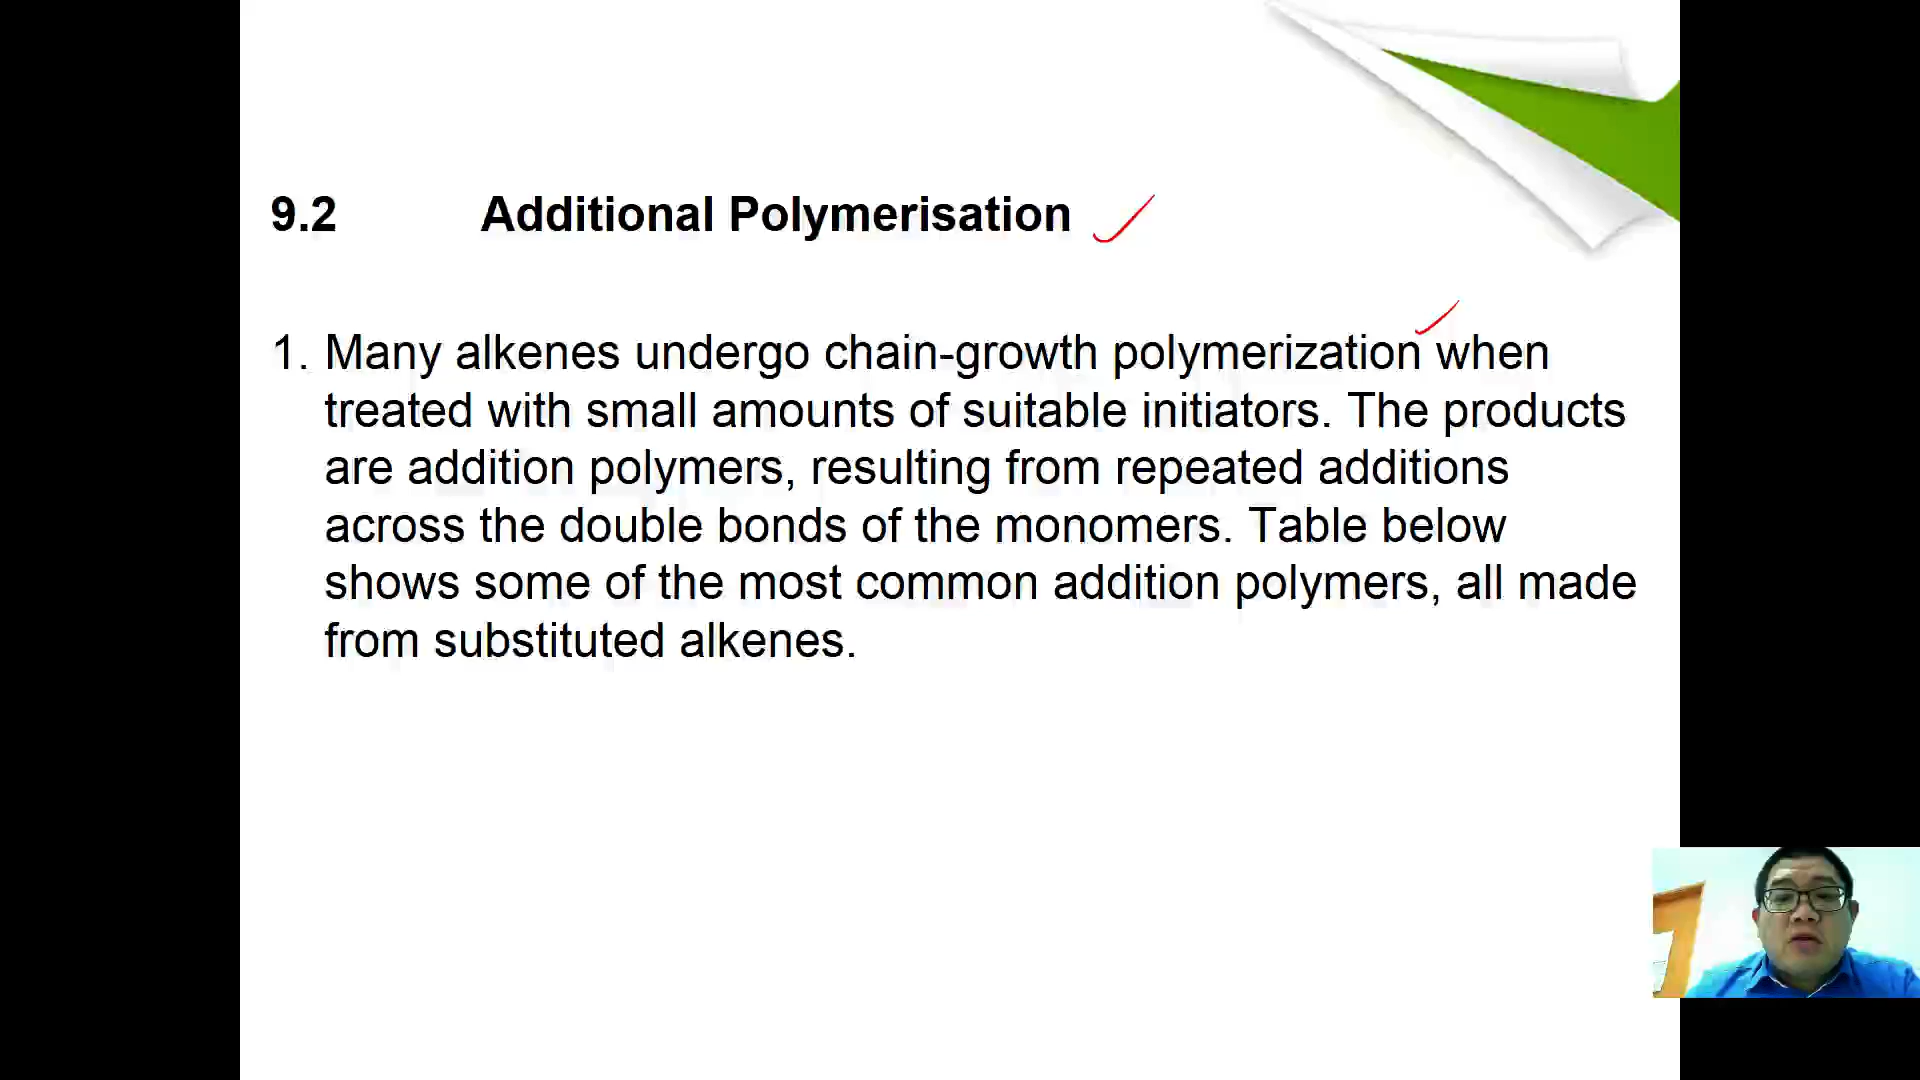 9.2 Additional Polymerisation
1. Many alkenes undergo chain-growth polymerization when
treated with small amounts of suitable initiators. The products
are addition polymers, resulting from repeated additions
across the double bonds of the monomers. Table below
shows some of the most common addition polymers, all made
from substituted alkenes.